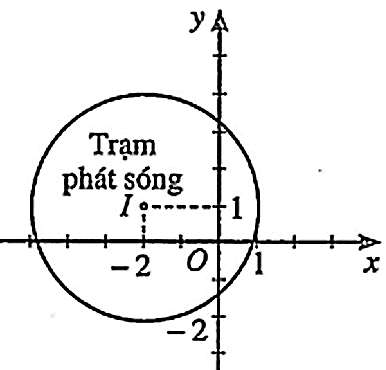 y
Trạm
phát sóng
I 1
-2 O 1 x
-2